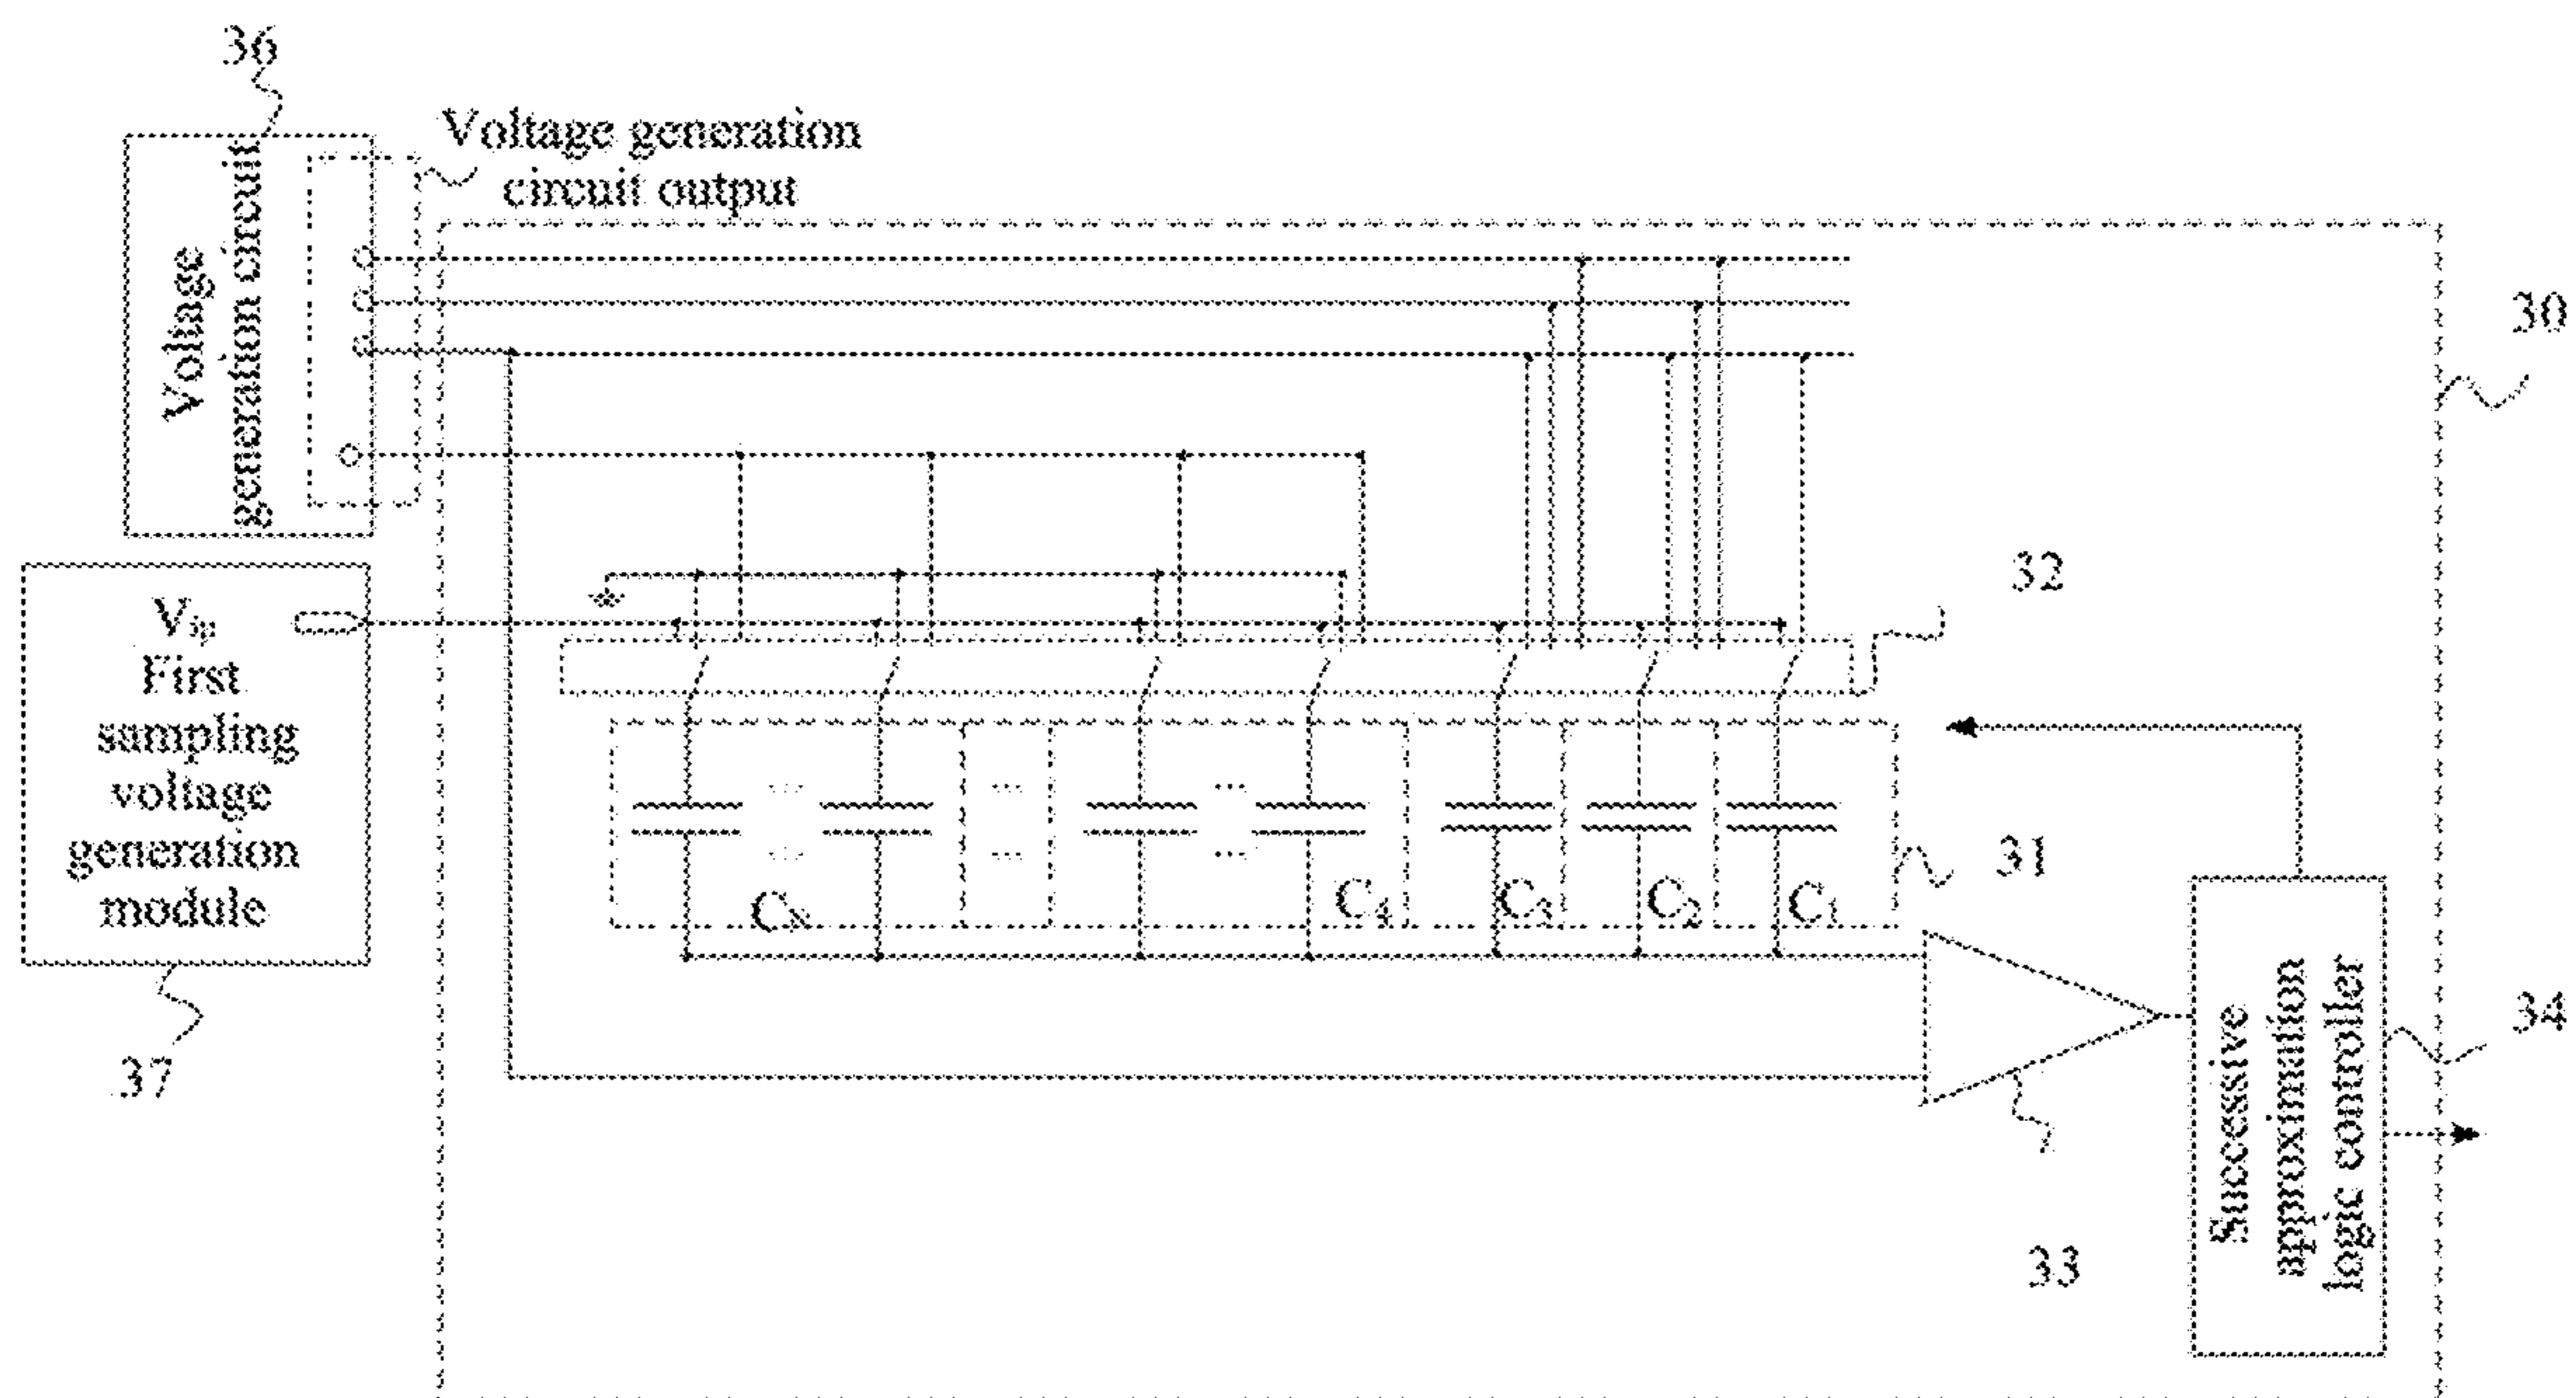 36
Voltage generation
circuit output
Voltage
generation circuit
30
32
Vip
First
sampling
voltage
generation
module
...
...
...
...
...
...
31
C4
C3
C2
C1
34
37
Successive
approximation
logic controller
33